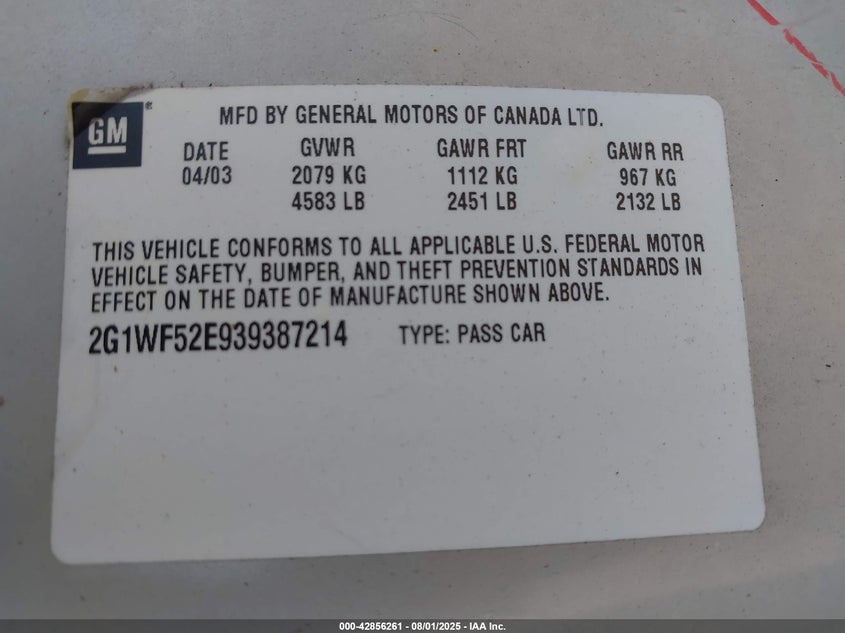 GM®
MFD BY GENERAL MOTORS OF CANADA LTD.
DATE GVWR GAWR FRT GAWR RR
04/03 2079 KG 1112 KG 967 KG
4583 LB 2451 LB 2132 LB
THIS VEHICLE CONFORMS TO ALL APPLICABLE U.S. FEDERAL MOTOR
VEHICLE SAFETY, BUMPER, AND THEFT PREVENTION STANDARDS IN
EFFECT ON THE DATE OF MANUFACTURE SHOWN ABOVE.
2G1WF52E939387214 TYPE: PASS CAR
000-42856261 - 08/01/2025 - IAA Inc.